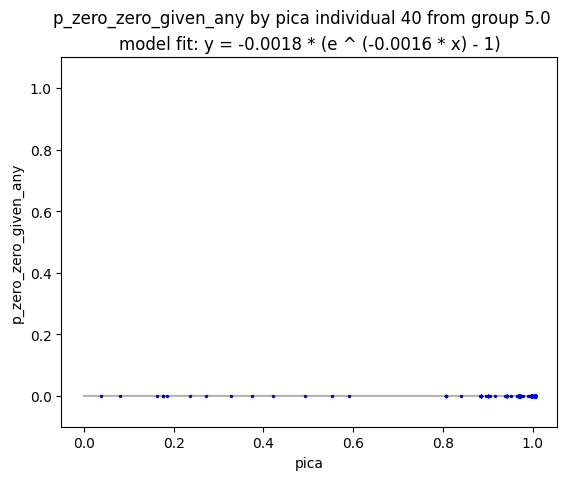 p_zero_zero_given_any by pica individual 40 from group 5.0
model fit: y = -0.0018 * (e ^ (-0.0016 * x) - 1)
1.0
0.8
0.6
0.4
0.2
0.0
p_zero_zero_given_any
0.0 0.2 0.4 0.6 0.8 1.0
pica